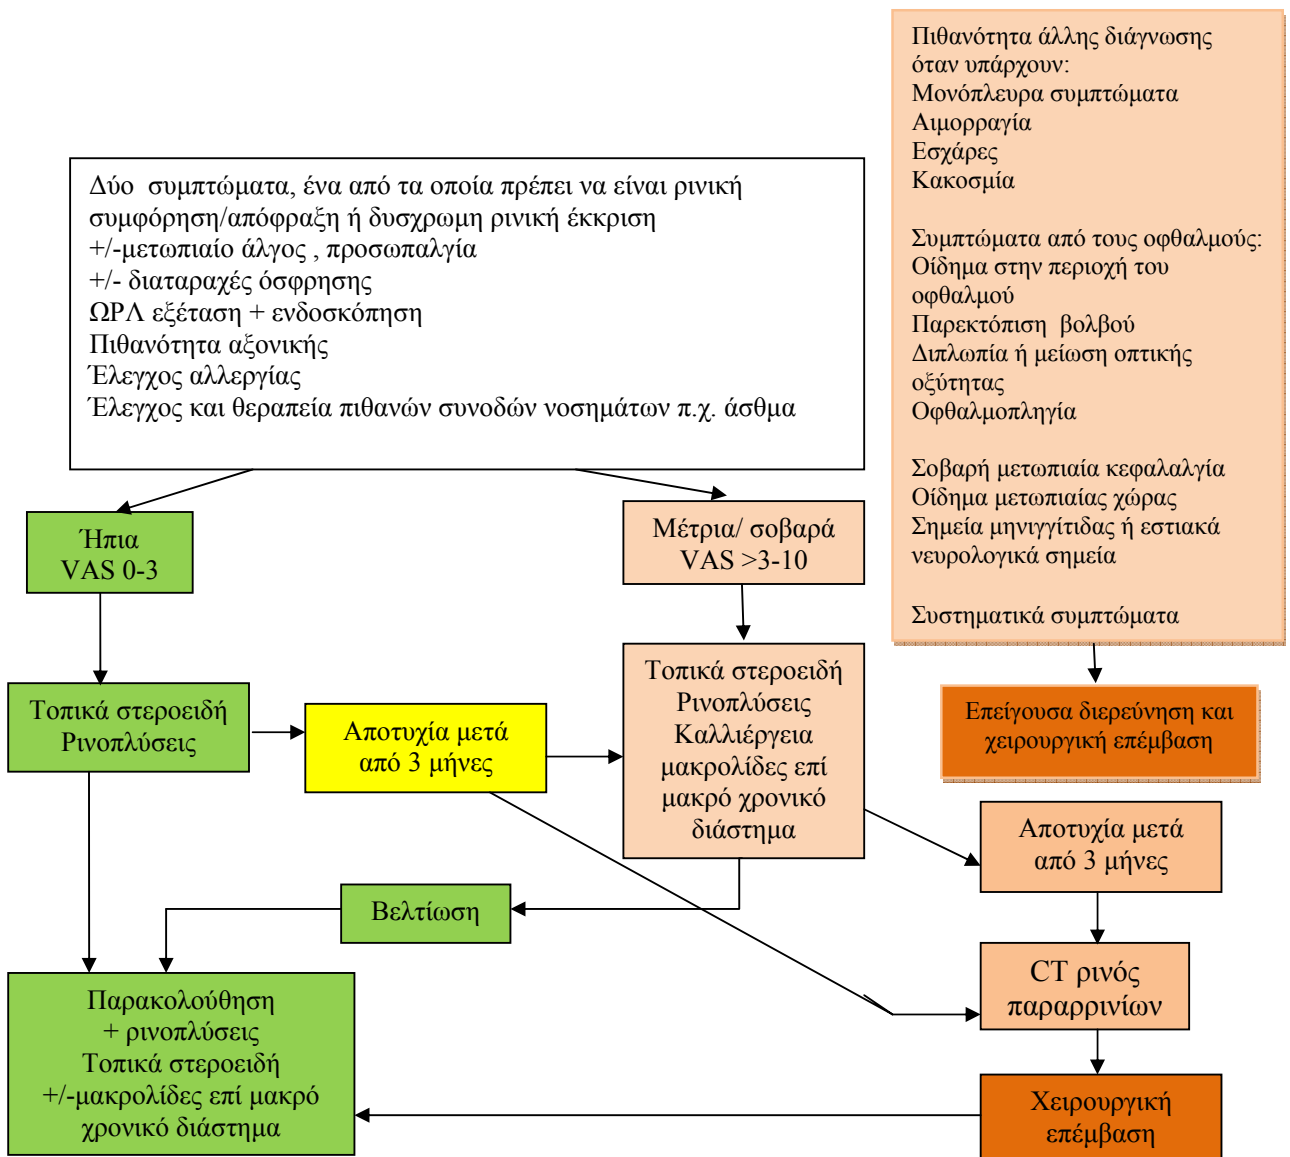 Πιθανότητα άλλης διάγνωσης
όταν υπάρχουν:
Μονόπλευρα συμπτώματα
Αιμορραγία
Εσχάρες
Κακοσμία
Συμπτώματα από τους οφθαλμούς:
Οίδημα στην περιοχή του
οφθαλμού
Παρεκτόπιση βολβού
Διπλωπία ή μείωση οπτικής
οξύτητας
Οφθαλμοπληγία
Σοβαρή μετωπιαία κεφαλαλγία
Οίδημα μετωπιαίας χώρας
Σημεία μηνιγγίτιδας ή εστιακά
νευρολογικά σημεία
Συστηματικά συμπτώματα
Δύο συμπτώματα, ένα από τα οποία πρέπει να είναι ρινική
συμφόρηση/απόφραξη ή δυσχρωμη ρινική έκκριση
+/-μετωπιαίο άλγος , προσωπαλγία
+/- διαταραχές όσφρησης
ΩΡΛ εξέταση + ενδοσκόπηση
Πιθανότητα αξονικής
Έλεγχος αλλεργίας
Έλεγχος και θεραπεία πιθανών συνοδών νοσημάτων π.χ. άσθμα
Ήπια
VAS 0-3
Μέτρια/ σοβαρά
VAS >3-10
Τοπικά στεροειδή
Ρινοπλύσεις
Αποτυχία μετά
από 3 μήνες
Τοπικά στεροειδή
Ρινοπλύσεις
Καλλιέργεια
μακρολίδες επί
μακρό χρονικό
διάστημα
Επείγουσα διερεύνηση και
χειρουργική επέμβαση
Αποτυχία μετά
από 3 μήνες
Βελτίωση
CT ρινός
παραρρινίων
Παρακολούθηση
+ ρινοπλύσεις
Τοπικά στεροειδή
+/-μακρολίδες επί μακρό
χρονικό διάστημα
Χειρουργική
επέμβαση